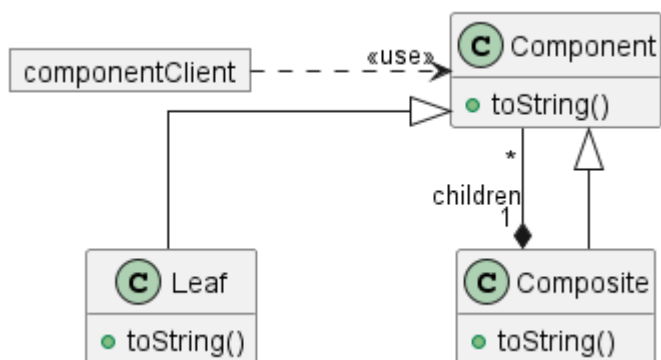 C Component
componentClient
«use»
toString()
*
children
1
C Leaf
C Composite
toString()
toString()